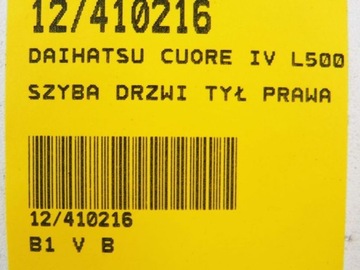 12/410216
DAIHATSU CUORE IV L500
SZYBA DRZWI TYŁ PRAWA
12/410216
B1 V B